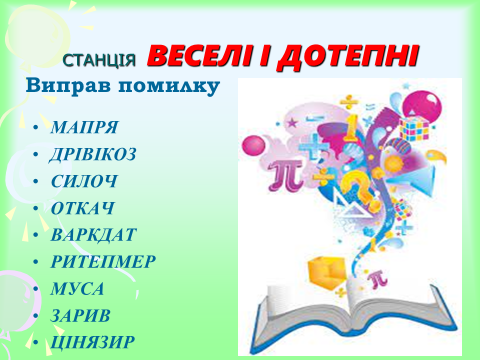 СТАНЦІЯ ВЕСЕЛІ І ДОТЕПНІ
Виправ помилку
• МАПРЯ
• ДРІВІКОЗ
• СИЛОЧ
• ОТКАЧ
• ВАРКДАТ
• РИТЕПМЕР
• МУСА
• ЗАРИВ
• ЦІНЯЗИР